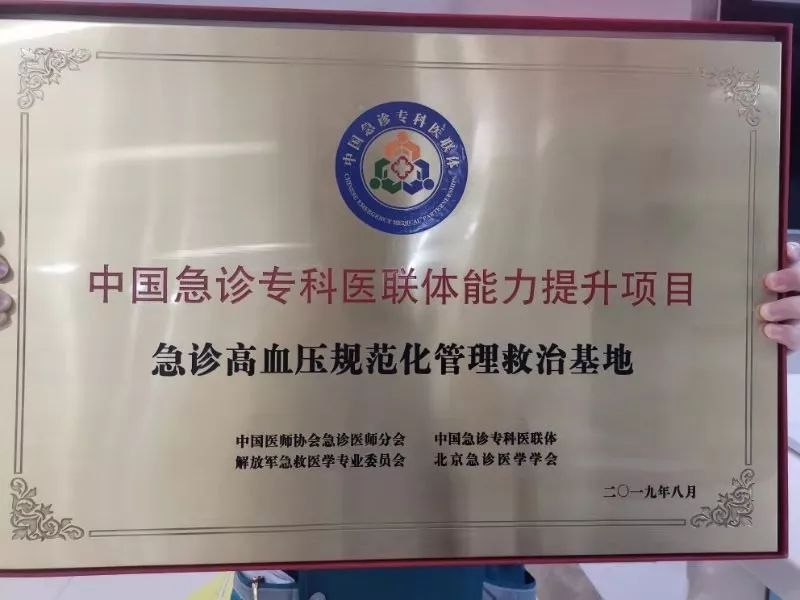 中国急诊专科医联体
CHINESE EMERGENCY MEDICAL PARTERNERSHIPS
中国急诊专科医联体能力提升项目
急诊高血压规范化管理救治基地
中国医师协会急诊医师分会 中国急诊专科医联体
解放军急救医学专业委员会 北京急诊医学学会
二〇一九年八月